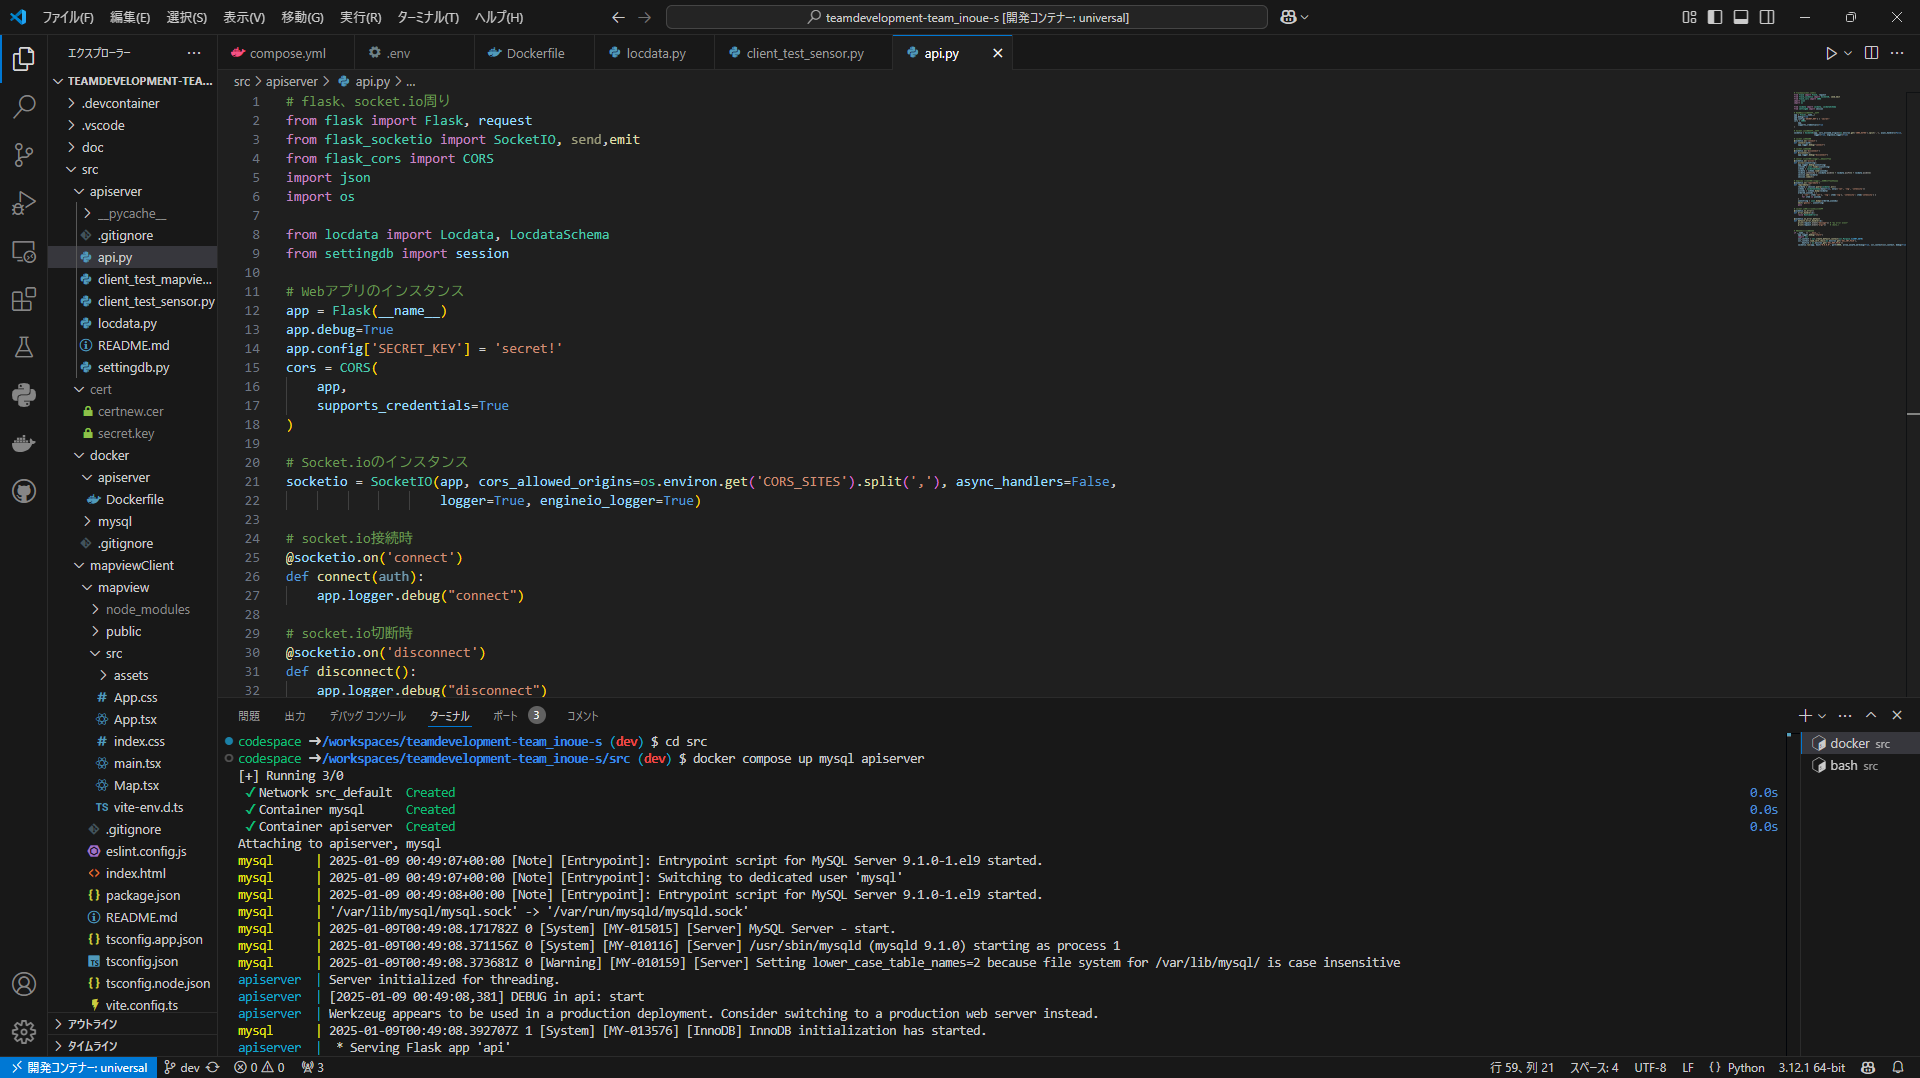 ファイル(F) 編集(E) 選択(S) 表示(V) 移動(G) 実行(R) ターミナル(T) ヘルプ(H)
teamdevelopment-team_inoue-s [開発コンテナー: universal]
エクスプローラー
compose.yml
.env
Dockerfile
locdata.py
client_test_sensor.py
api.py
TEAMDEVELOPMENT-TEA...
.devcontainer
.vscode
doc
src
apiserver
__pycache__
.gitignore
api.py
client_test_mapvie...
client_test_sensor.py
locdata.py
README.md
settingdb.py
cert
certnew.cer
secret.key
docker
apiserver
Dockerfile
mysql
.gitignore
mapviewClient
mapview
node_modules
public
src
assets
App.css
App.tsx
index.css
main.tsx
Map.tsx
vite-env.d.ts
.gitignore
eslint.config.js
index.html
package.json
README.md
tsconfig.app.json
tsconfig.json
tsconfig.node.json
vite.config.ts
アウトライン
タイムライン
src > apiserver > api.py > ...
1 # flask、socket.io周り
2 from flask import Flask, request
3 from flask_socketio import SocketIO, send,emit
4 from flask_cors import CORS
5 import json
6 import os
7
8 from locdata import Locdata, LocdataSchema
9 from settingdb import session
10
11 # Webアプリのインスタンス
12 app = Flask(__name__)
13 app.debug=True
14 app.config['SECRET_KEY'] = 'secret!'
15 cors = CORS(
16     app,
17     supports_credentials=True
18 )
19
20 # Socket.ioのインスタンス
21 socketio = SocketIO(app, cors_allowed_origins=os.environ.get('CORS_SITES').split(','), async_handlers=False,
22                     logger=True, engineio_logger=True)
23
24 # socket.io接続時
25 @socketio.on('connect')
26 def connect(auth):
27     app.logger.debug("connect")
28
29 # socket.io切断時
30 @socketio.on('disconnect')
31 def disconnect():
32     app.logger.debug("disconnect")
問題 出力 デバッグ コンソール ターミナル ポート 3 コメント
codespace ➜/workspaces/teamdevelopment-team_inoue-s (dev) $ cd src
codespace ➜/workspaces/teamdevelopment-team_inoue-s/src (dev) $ docker compose up mysql apiserver
[+] Running 3/0
✓Network src_default  Created 0.0s
✓Container mysql      Created 0.0s
✓Container apiserver  Created 0.0s
Attaching to apiserver, mysql
mysql      | 2025-01-09 00:49:07+00:00 [Note] [Entrypoint]: Entrypoint script for MySQL Server 9.1.0-1.el9 started.
mysql      | 2025-01-09 00:49:07+00:00 [Note] [Entrypoint]: Switching to dedicated user 'mysql'
mysql      | 2025-01-09 00:49:08+00:00 [Note] [Entrypoint]: Entrypoint script for MySQL Server 9.1.0-1.el9 started.
mysql      | '/var/lib/mysql/mysql.sock' -> '/var/run/mysqld/mysqld.sock'
mysql      | 2025-01-09T00:49:08.171782Z 0 [System] [MY-015015] [Server] MySQL Server - start.
mysql      | 2025-01-09T00:49:08.371156Z 0 [System] [MY-010116] [Server] /usr/sbin/mysqld (mysqld 9.1.0) starting as process 1
mysql      | 2025-01-09T00:49:08.373681Z 0 [Warning] [MY-010159] [Server] Setting lower_case_table_names=2 because file system for /var/lib/mysql/ is case insensitive
apiserver  | Server initialized for threading.
apiserver  | [2025-01-09 00:49:08,381] DEBUG in api: start
apiserver  | Werkzeug appears to be used in a production deployment. Consider switching to a production web server instead.
mysql      | 2025-01-09T00:49:08.392707Z 1 [System] [MY-013576] [InnoDB] InnoDB initialization has started.
apiserver  |  * Serving Flask app 'api'
docker src
bash src
開発コンテナー: universal dev 0 0 3
行 59、列 21 スペース: 4 UTF-8 LF {} Python 3.12.1 64-bit